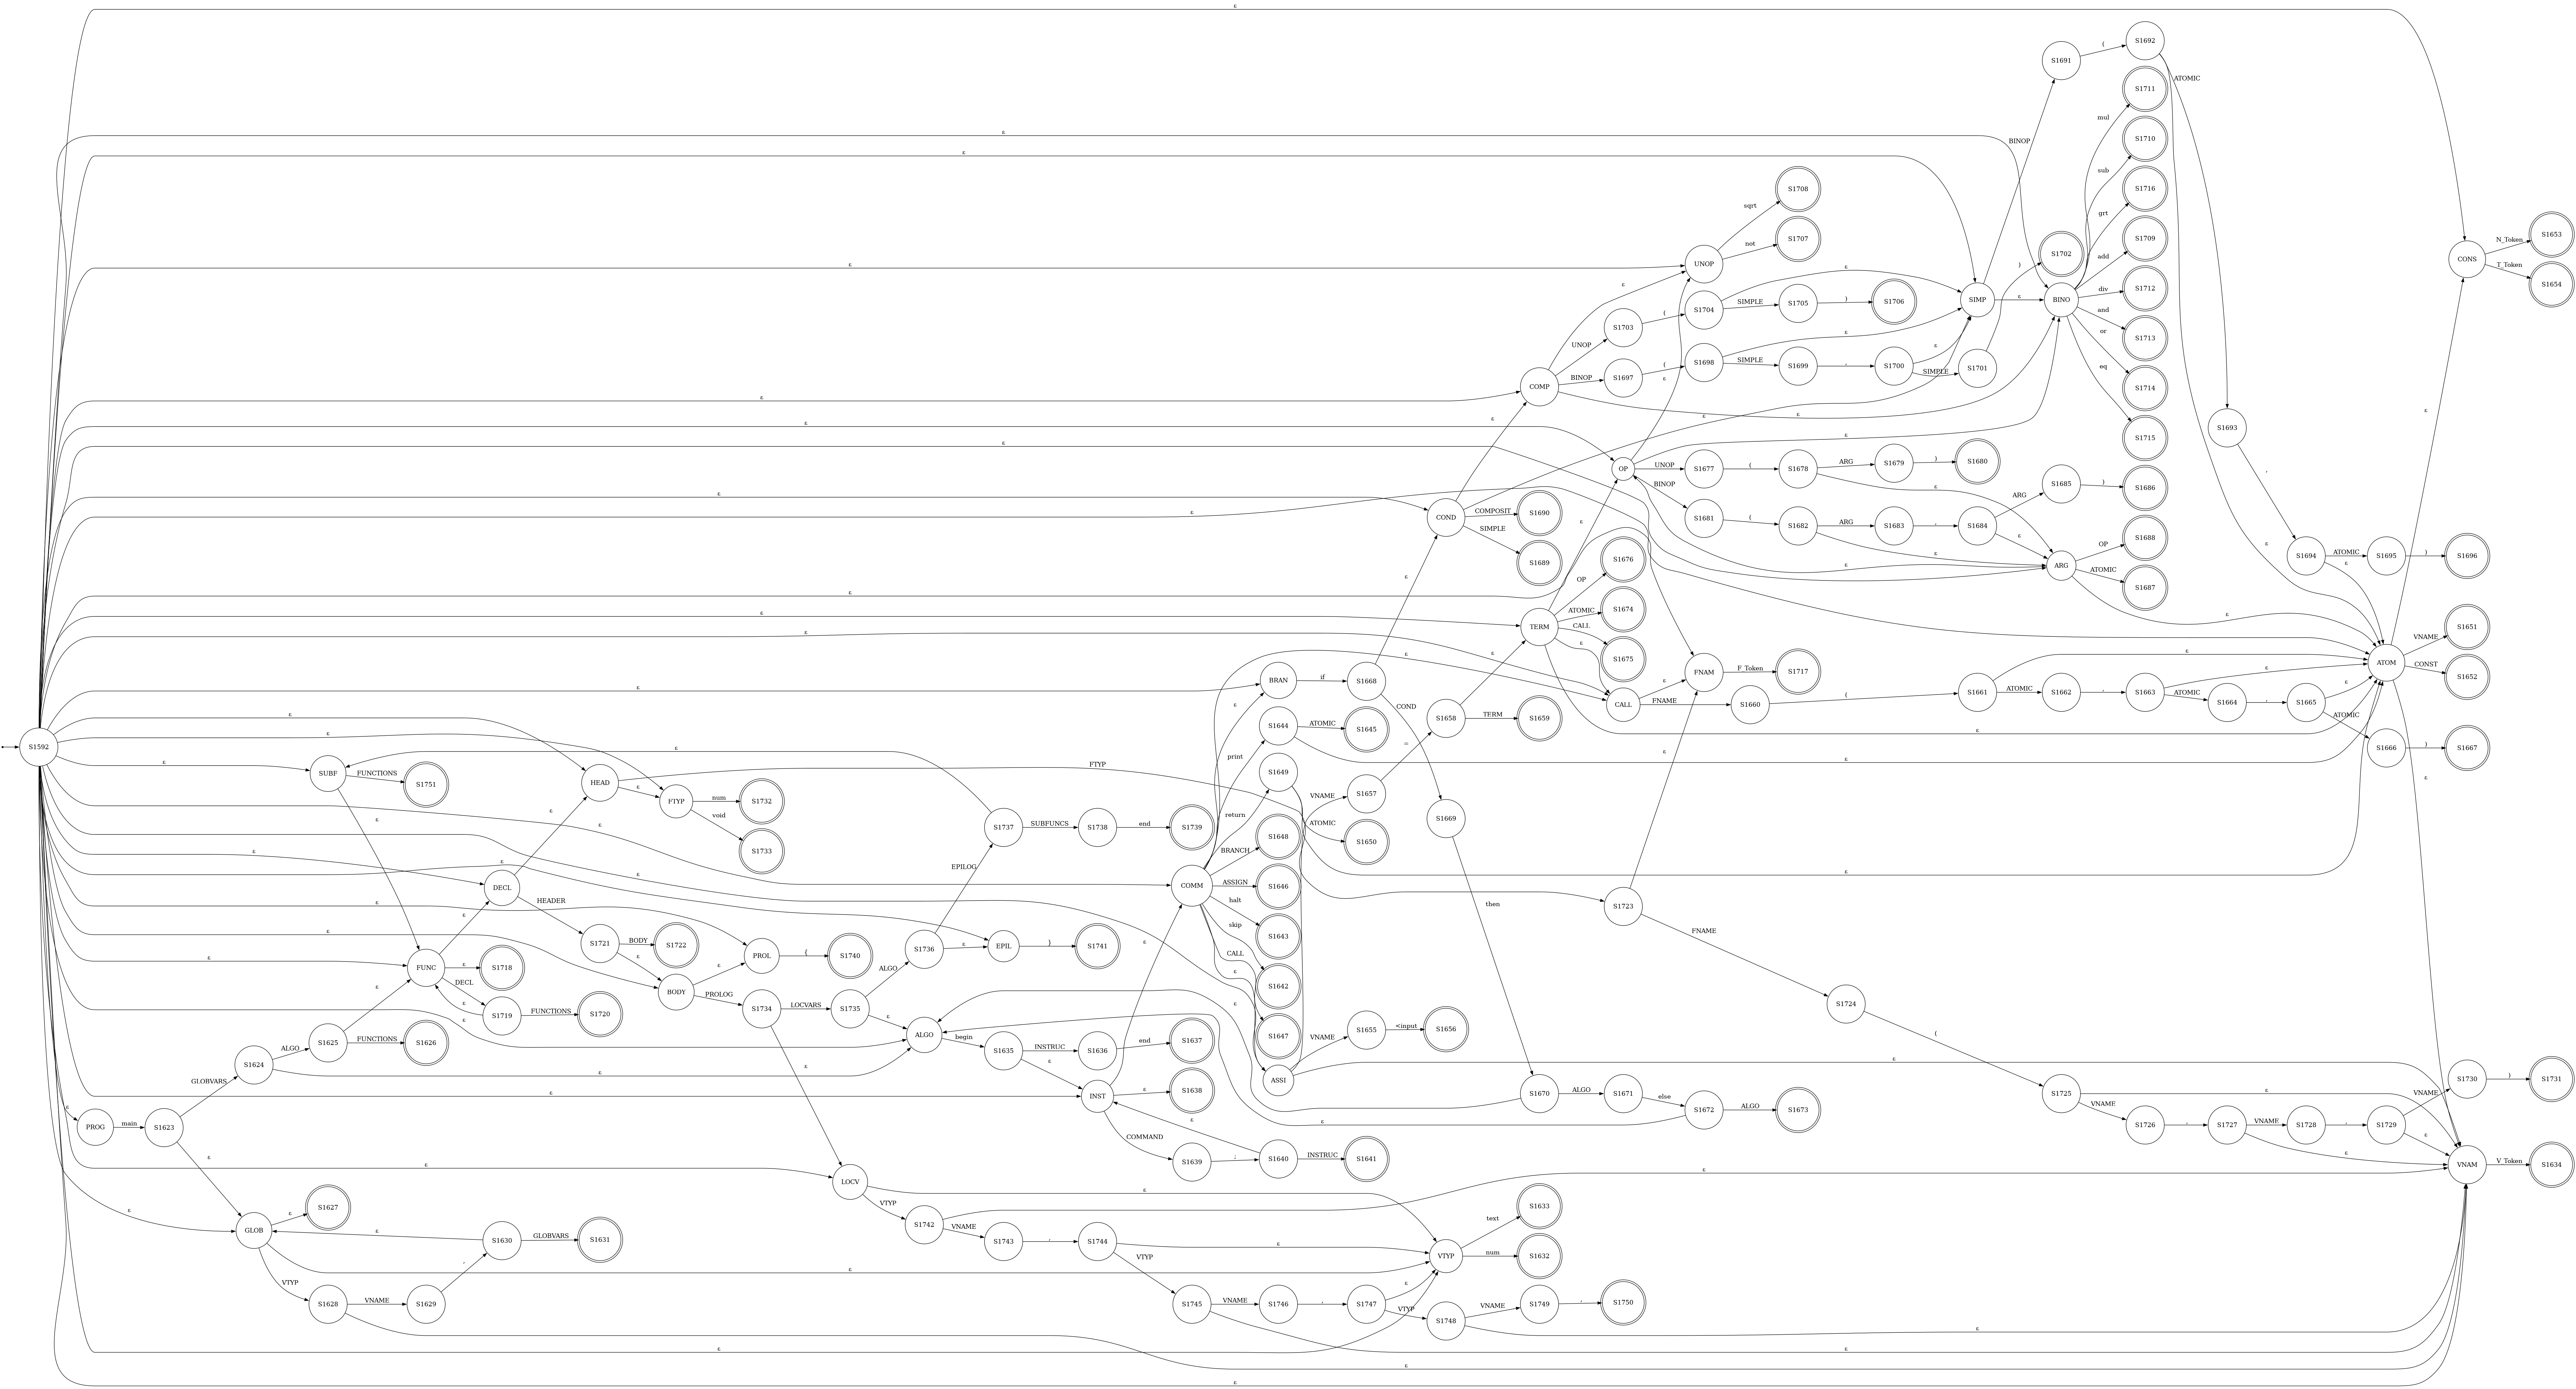 ε
S1692
S1691
(
ATOMIC
S1711
mul
ε
BINOP
S1710
ε
sub
S1708
S1716
sqrt
grt
S1707
not
S1709
N_Token
S1653
add
S1702
CONS
UNOP
ε
)
T_Token
S1654
ε
ε
S1712
div
SIMP
ε
BINO
S1704
SIMPLE
S1705
)
S1706
(
and
S1703
S1713
or
UNOP
ε
ε
S1698
SIMPLE
S1699
,
S1700
SIMPLE
S1701
eq
(
ε
BINOP
S1697
COMP
S1714
ε
ε
ε
ε
ε
ε
ε
S1693
S1715
ε
ε
OP
UNOP
S1677
(
S1678
ARG
S1679
)
S1680
,
BINOP
ε
S1685
)
S1686
ARG
ε
COND
COMPOSIT
S1690
S1681
(
S1682
ARG
S1683
,
S1684
SIMPLE
ε
ε
ε
OP
S1688
S1694
ATOMIC
S1695
)
S1696
S1689
S1676
ε
ε
ARG
ATOMIC
S1687
ε
OP
ε
ε
ATOMIC
S1674
ε
TERM
CALL
S1651
VNAME
ε
ε
ε
ε
S1675
ε
ATOM
CONST
S1652
ε
BRAN
if
S1668
FNAM
F_Token
S1717
ε
ε
ε
S1661
ATOMIC
S1662
,
S1663
ATOMIC
S1664
,
S1665
ε
CALL
FNAME
S1660
(
COND
ATOMIC
ε
S1658
TERM
S1659
S1644
ATOMIC
S1645
ε
=
S1592
ε
ε
S1666
)
S1667
print
ε
FTYP
SUBF
FUNCTIONS
S1751
HEAD
ε
S1649
VNAME
S1657
FTYP
num
S1732
void
ε
ε
return
ATOMIC
S1669
S1737
SUBFUNCS
S1738
end
S1739
S1648
S1650
ε
S1733
BRANCH
ε
EPILOG
ε
ε
DECL
COMM
ASSIGN
S1646
HEADER
ε
halt
then
S1723
ε
ε
skip
S1643
FNAME
ε
S1721
BODY
S1722
S1736
ε
EPIL
}
S1741
ε
PROL
{
S1740
CALL
ε
FUNC
ε
S1718
ε
ALGO
ε
S1642
DECL
BODY
PROLOG
S1734
LOCVARS
S1735
ε
S1724
ε
ε
S1719
FUNCTIONS
S1720
ε
ε
VNAME
S1655
<input
S1656
S1625
FUNCTIONS
S1626
ALGO
begin
S1635
INSTRUC
S1636
end
S1637
S1647
(
ALGO
ε
S1624
ε
ε
ε
ASSI
GLOBVARS
INST
ε
S1638
S1670
ALGO
S1671
else
S1672
ALGO
S1673
S1725
ε
VNAME
S1730
)
S1731
ε
ε
VNAME
PROG
main
S1623
ε
ε
S1726
,
S1727
VNAME
S1728
,
S1729
COMMAND
ε
ε
ε
S1639
;
S1640
INSTRUC
S1641
VNAM
V_Token
S1634
ε
ε
LOCV
ε
VTYP
S1627
ε
S1633
text
ε
GLOB
S1742
VNAME
S1743
,
S1744
ε
ε
S1630
GLOBVARS
S1631
VTYP
num
S1632
,
VTYP
ε
VTYP
S1628
VNAME
S1629
S1745
VNAME
S1746
,
S1747
ε
VTYP
S1748
VNAME
S1749
,
S1750
ε
ε
ε
ε
ε